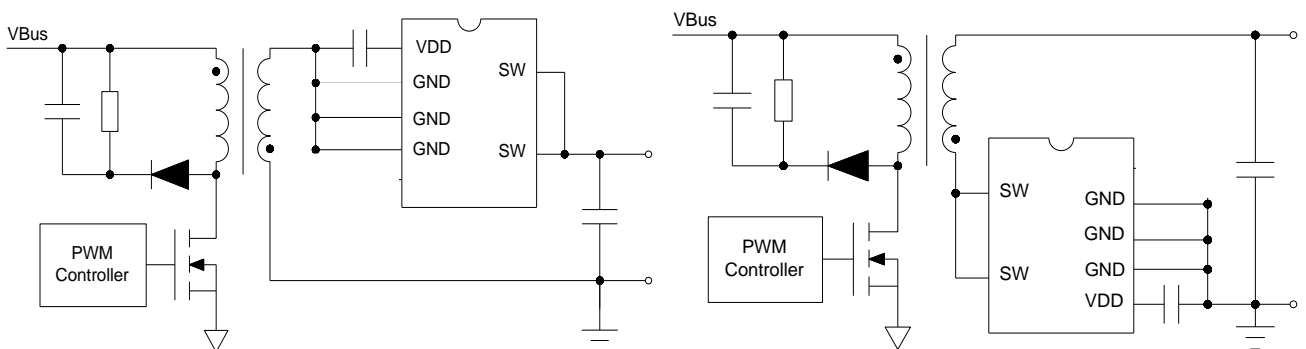 VBus
VDD
SW
GND
GND
SW
GND
PWM
Controller
VBus
SW
GND
GND
SW
GND
VDD
PWM
Controller